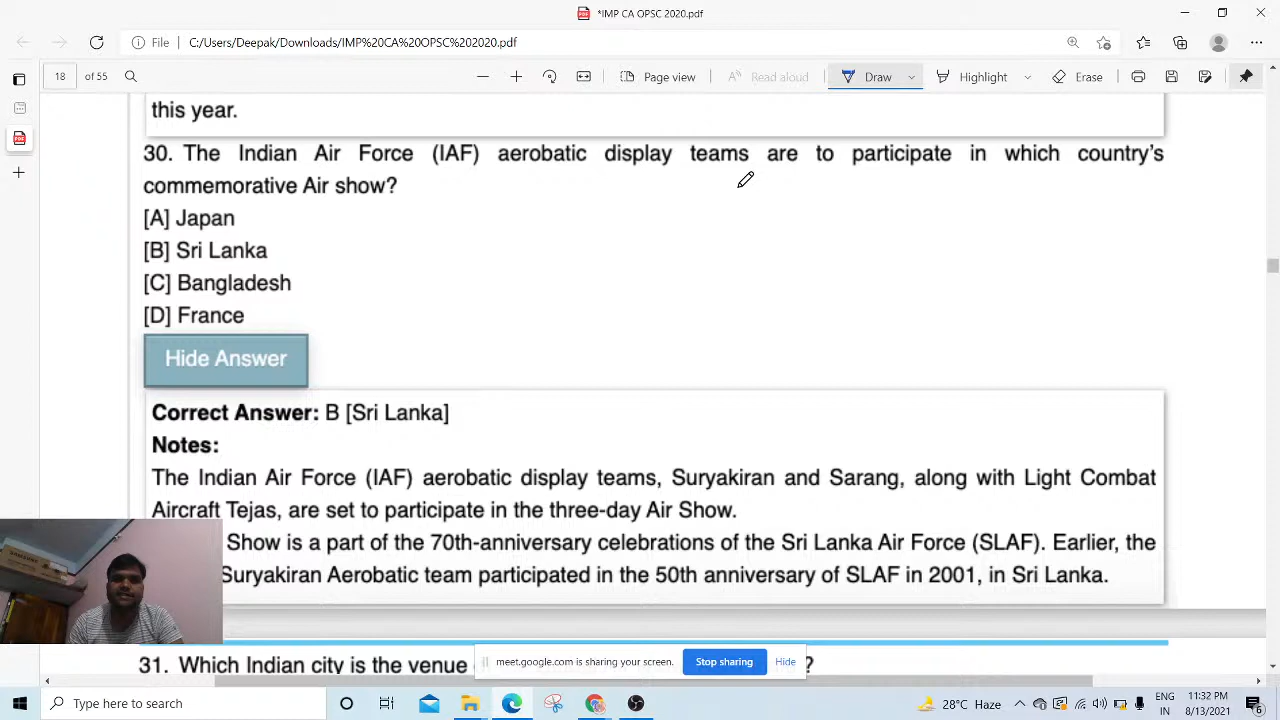 *IMP CA OPSC 2020.pdf
File C:/Users/Deepak/Downloads/IMP%20CA%20OPSC%202020.pdf
18 of 55 Page view Read aloud Draw Highlight Erase
this year.
30. The Indian Air Force (IAF) aerobatic display teams are to participate in which country's
commemorative Air show?
[A] Japan
[B] Sri Lanka
[C] Bangladesh
[D] France
Hide Answer
Correct Answer: B [Sri Lanka]
Notes:
The Indian Air Force (IAF) aerobatic display teams, Suryakiran and Sarang, along with Light Combat
Aircraft Tejas, are set to participate in the three-day Air Show.
Show is a part of the 70th-anniversary celebrations of the Sri Lanka Air Force (SLAF). Earlier, the
Suryakiran Aerobatic team participated in the 50th anniversary of SLAF in 2001, in Sri Lanka.
31. Which Indian city is the venue ?
meet.google.com is sharing your screen. Stop sharing Hide
Type here to search
28°C Haze
ENG
IN
11:32 PM
8/13/2021
6